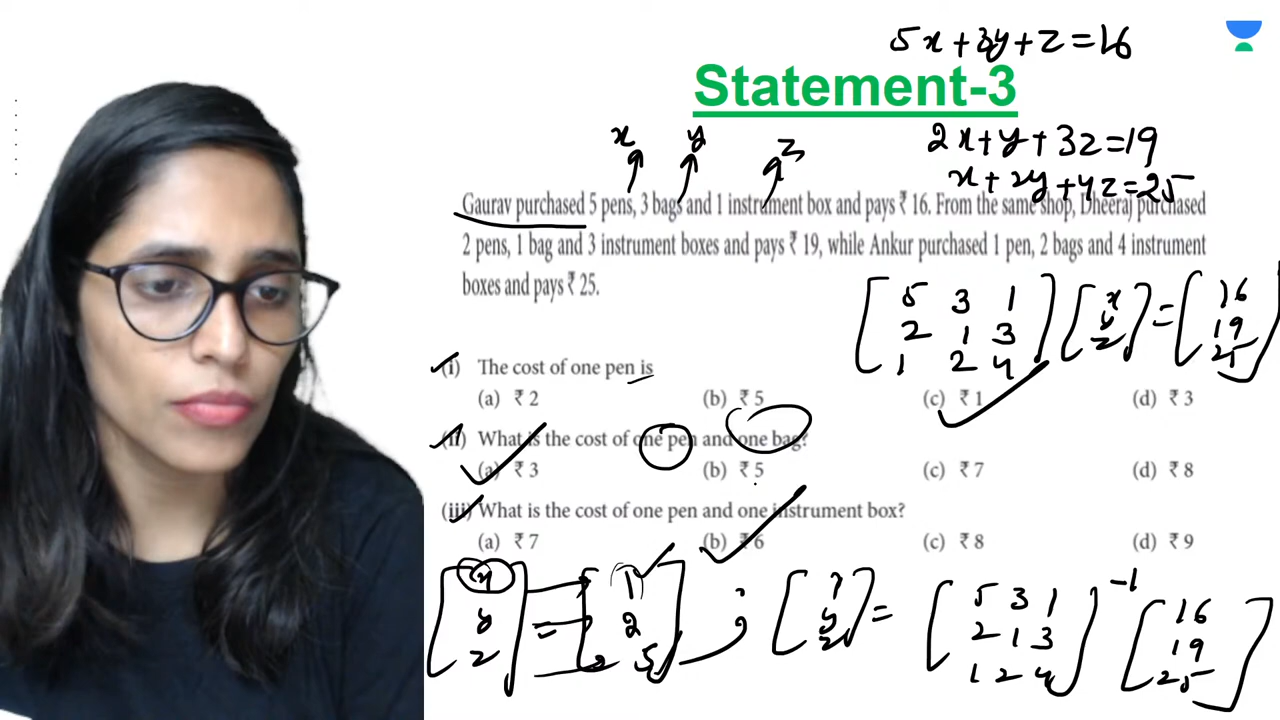 5x+3y+z=16
Statement-3
x y z
2x+y+3z=19
x+2y+4z=25
Gaurav purchased 5 pens, 3 bags and 1 instrument box and pays ₹ 16. From the same shop, Dheeraj purchased
2 pens, 1 bag and 3 instrument boxes and pays ₹ 19, while Ankur purchased 1 pen, 2 bags and 4 instrument
boxes and pays ₹ 25.
[5 3 1] [x] = [16]
[2 1 3] [y] [19]
[1 2 4] [z] [25]
(i) The cost of one pen is
(a) ₹ 2 (b) ₹ 5 (c) ₹ 1 (d) ₹ 3
(ii) What is the cost of one pen and one bag?
(a) ₹ 3 (b) ₹ 5 (c) ₹ 7 (d) ₹ 8
(iii) What is the cost of one pen and one instrument box?
(a) ₹ 7 (b) ₹ 6 (c) ₹ 8 (d) ₹ 9
[x] = [1] ; [x] = [5 3 1]-1 [16]
[y] [2] [y] [2 1 3] [19]
[z] [5] [z] [1 2 4] [25]